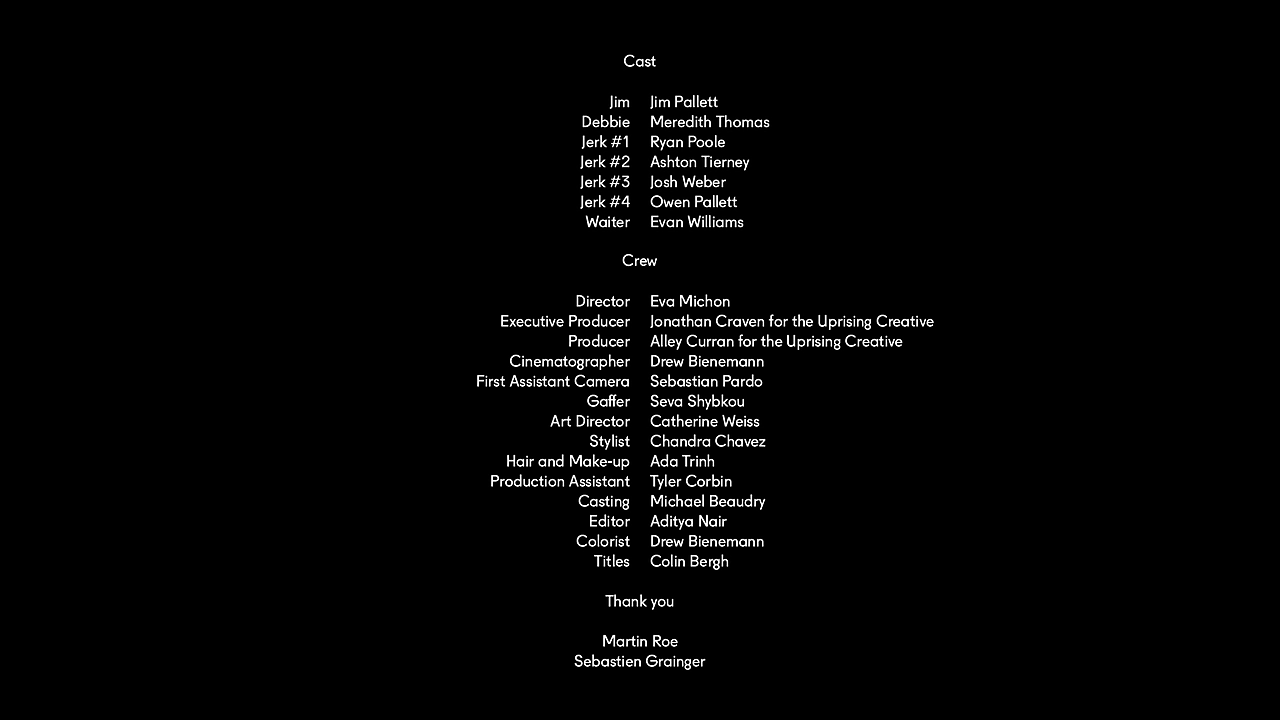 Cast
Jim Jim Pallett
Debbie Meredith Thomas
Jerk #1 Ryan Poole
Jerk #2 Ashton Tierney
Jerk #3 Josh Weber
Jerk #4 Owen Pallett
Waiter Evan Williams
Crew
Director Eva Michon
Executive Producer Jonathan Craven for the Uprising Creative
Producer Alley Curran for the Uprising Creative
Cinematographer Drew Bienemann
First Assistant Camera Sebastian Pardo
Gaffer Seva Shybkou
Art Director Catherine Weiss
Stylist Chandra Chavez
Hair and Make-up Ada Trinh
Production Assistant Tyler Corbin
Casting Michael Beaudry
Editor Aditya Nair
Colorist Drew Bienemann
Titles Colin Bergh
Thank you
Martin Roe
Sebastien Grainger